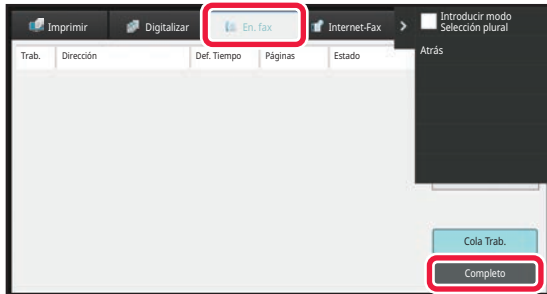 Imprimir
Digitalizar
En. fax
Internet-Fax
>
Introducir modo
Selección plural
Atrás
Trab.
Dirección
Def. Tiempo
Páginas
Estado
Cola Trab.
Completo